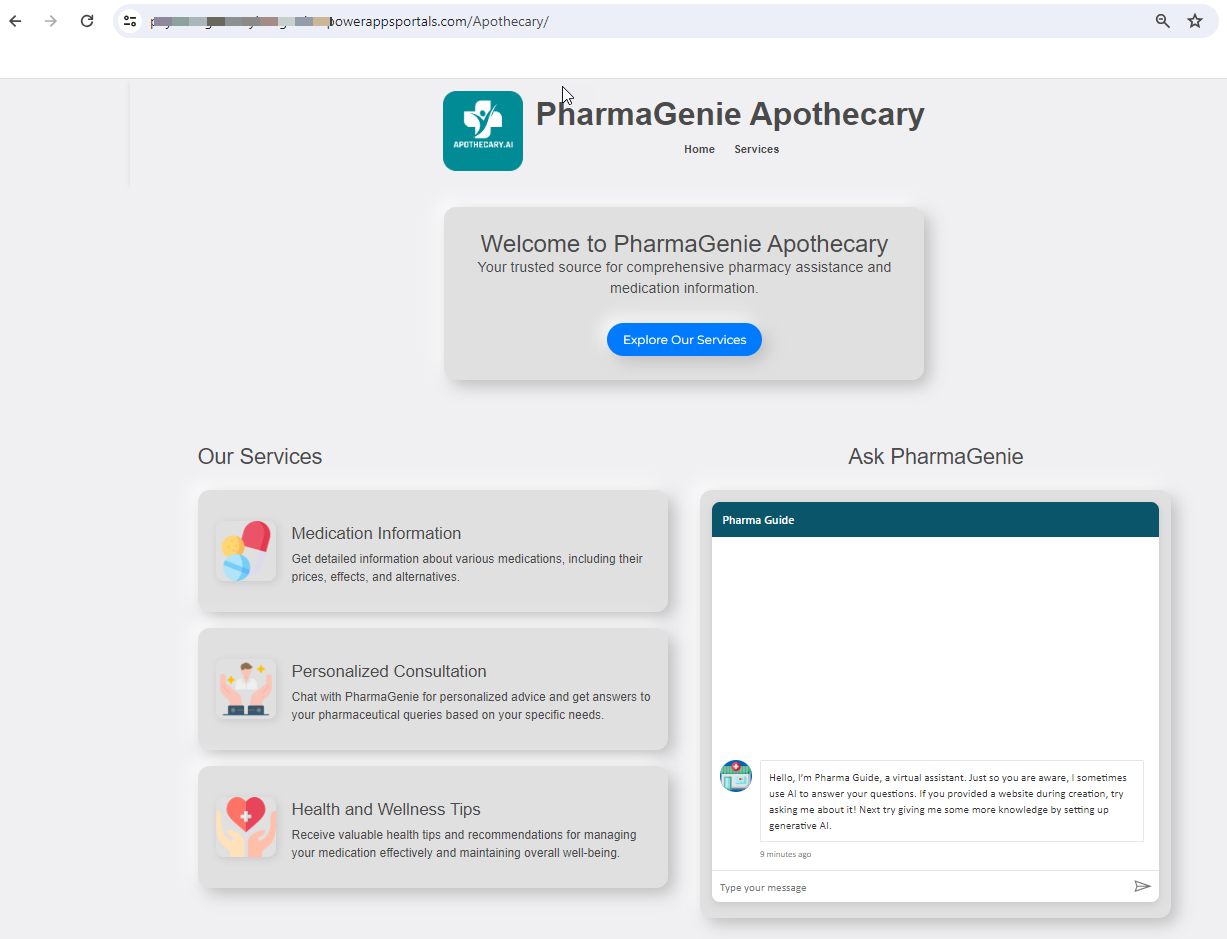 powerappsportals.com/Apothecary/
APOTHECARY.AI
PharmaGenie Apothecary
Home Services
Welcome to PharmaGenie Apothecary
Your trusted source for comprehensive pharmacy assistance and
medication information.
Explore Our Services
Our Services
Medication Information
Get detailed information about various medications, including their
prices, effects, and alternatives.
Personalized Consultation
Chat with PharmaGenie for personalized advice and get answers to
your pharmaceutical queries based on your specific needs.
Health and Wellness Tips
Receive valuable health tips and recommendations for managing
your medication effectively and maintaining overall well-being.
Ask PharmaGenie
Pharma Guide
Hello, I'm Pharma Guide, a virtual assistant. Just so you are aware, I sometimes
use AI to answer your questions. If you provided a website during creation, try
asking me about it! Next try giving me some more knowledge by setting up
generative AI.
9 minutes ago
Type your message